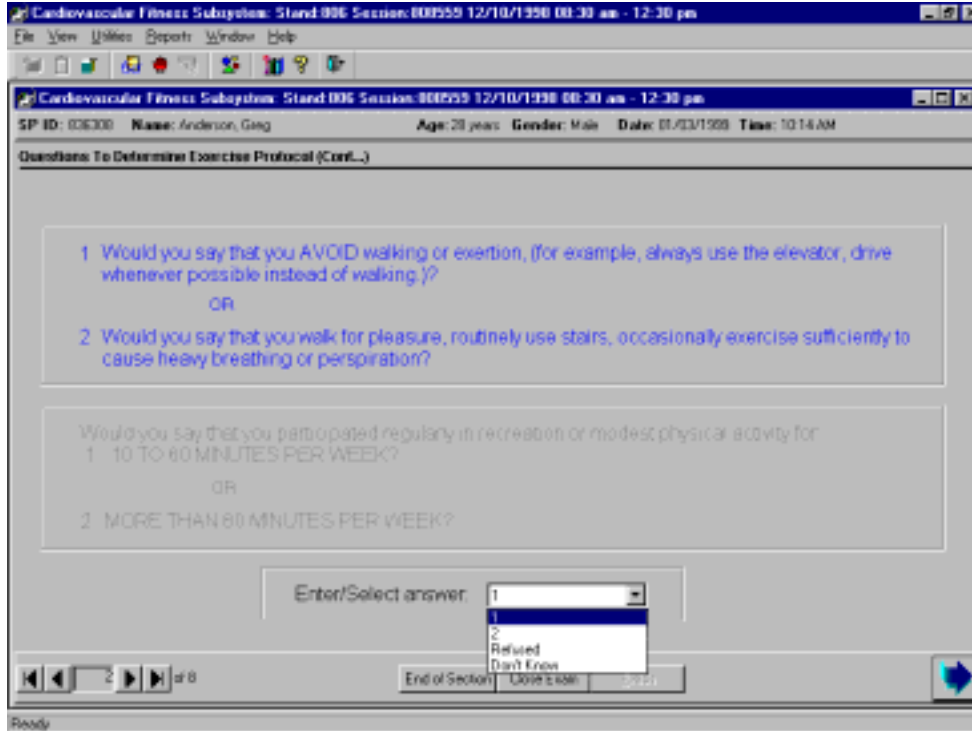 Cardiovascular Fitness Subsystem: Stand:006 Session:000559 12/10/1998 08:30 am - 12:30 pm
File View Utilities Reports Window Help
Cardiovascular Fitness Subsystem: Stand:006 Session:000559 12/10/1998 08:30 am - 12:30 pm
SP ID: Name: Anderson, Greg Age: 28 years Gender: Male Date: Time: 10:14 AM
Questions To Determine Exercise Protocol (Cont...)
1 Would you say that you AVOID walking or exertion, (for example, always use the elevator, drive
whenever possible instead of walking.)?
OR
2 Would you say that you walk for pleasure, routinely use stairs, occasionally exercise sufficiently to
cause heavy breathing or perspiration?
Would you say that you participated regularly in recreation or modest physical activity for
1 10 TO 60 MINUTES PER WEEK?
OR
2 MORE THAN 60 MINUTES PER WEEK?
Enter/Select answer: 1
1
2
Refused
Don't Know
2 of 8
End of Section Close Exam
Ready